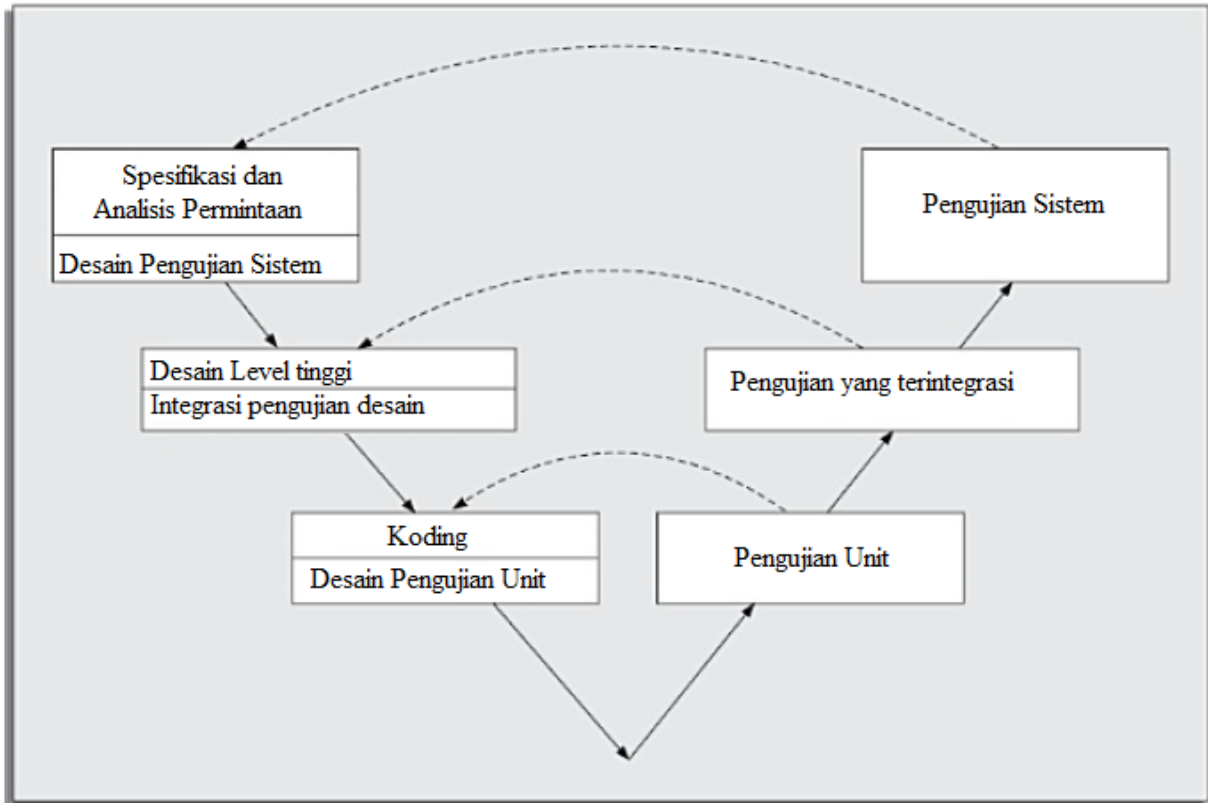 Spesifikasi dan
Analisis Permintaan
Desain Pengujian Sistem
Pengujian Sistem
Desain Level tinggi
Integrasi pengujian desain
Pengujian yang terintegrasi
Koding
Desain Pengujian Unit
Pengujian Unit